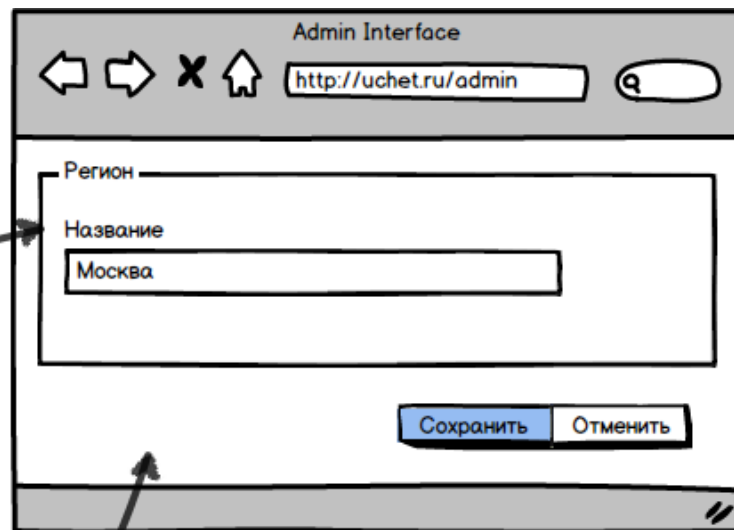 Admin Interface
http://uchet.ru/admin
Регион
Название
Москва
Сохранить Отменить